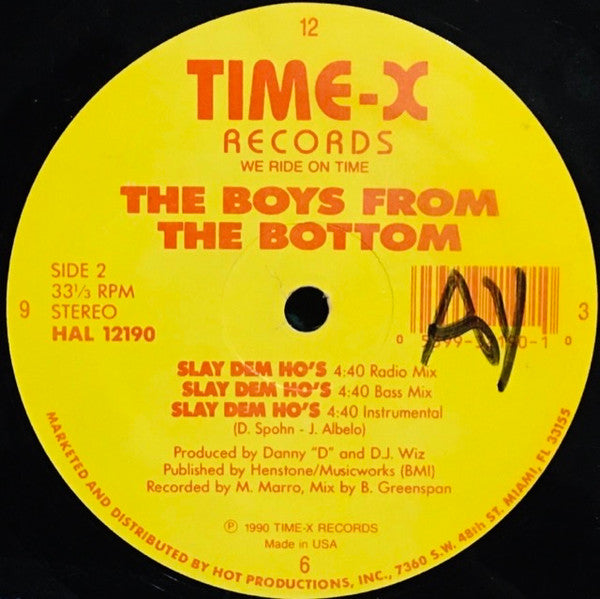 12
TIME-X
RECORDS
WE RIDE ON TIME
THE BOYS FROM
THE BOTTOM
SIDE 2
33⅓ RPM
STEREO
HAL 12190
9
3
AY
0
0
SLAY DEM HO'S 4:40 Radio Mix
SLAY DEM HO'S 4:40 Bass Mix
SLAY DEM HO'S 4:40 Instrumental
(D. Spohn - J. Albelo)
Produced by Danny "D" and D.J. Wiz
Published by Henstone/Musicworks (BMI)
Recorded by M. Marro, Mix by B. Greenspan
℗ 1990 TIME-X RECORDS
Made in USA
6
MARKETED AND DISTRIBUTED BY HOT PRODUCTIONS, INC., 7360 S.W. 48th ST. MIAMI, FL 33155